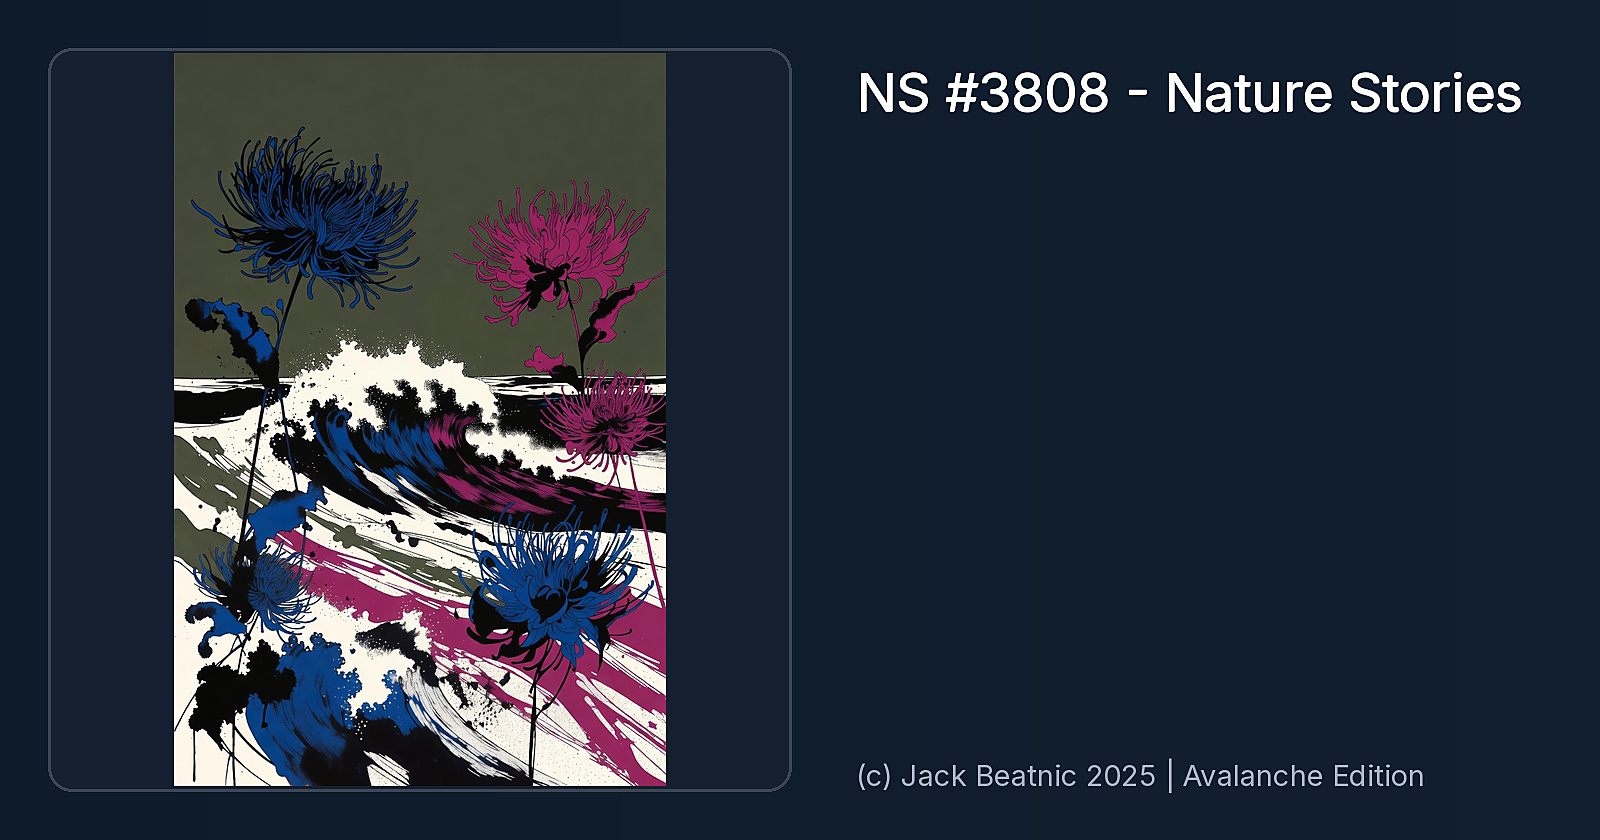 NS #3808 - Nature Stories
(c) Jack Beatnic 2025 | Avalanche Edition